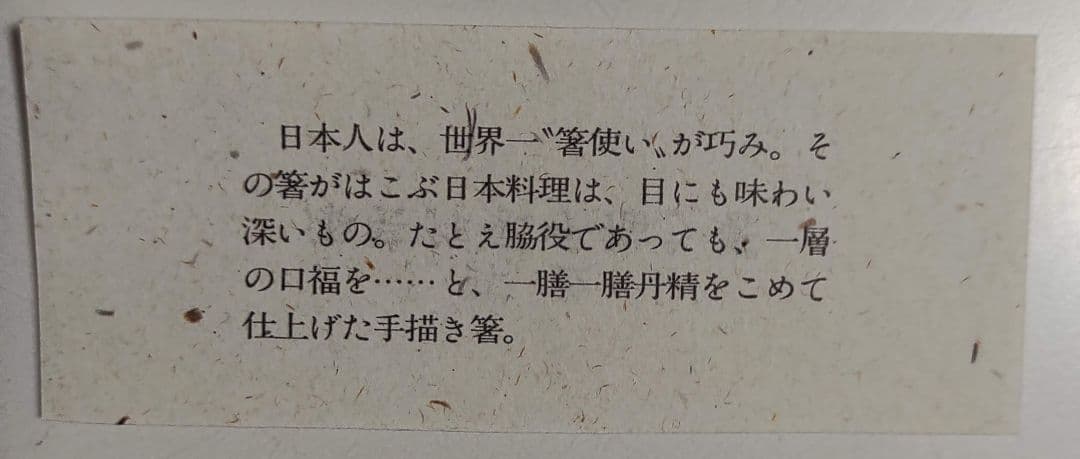 日本人は、世界一〝箸使い〟が巧み。そ
の箸がはこぶ日本料理は、目にも味わい
深いもの。たとえ脇役であっても、一層
の口福を……と、一膳一膳丹精をこめて
仕上げた手描き箸。